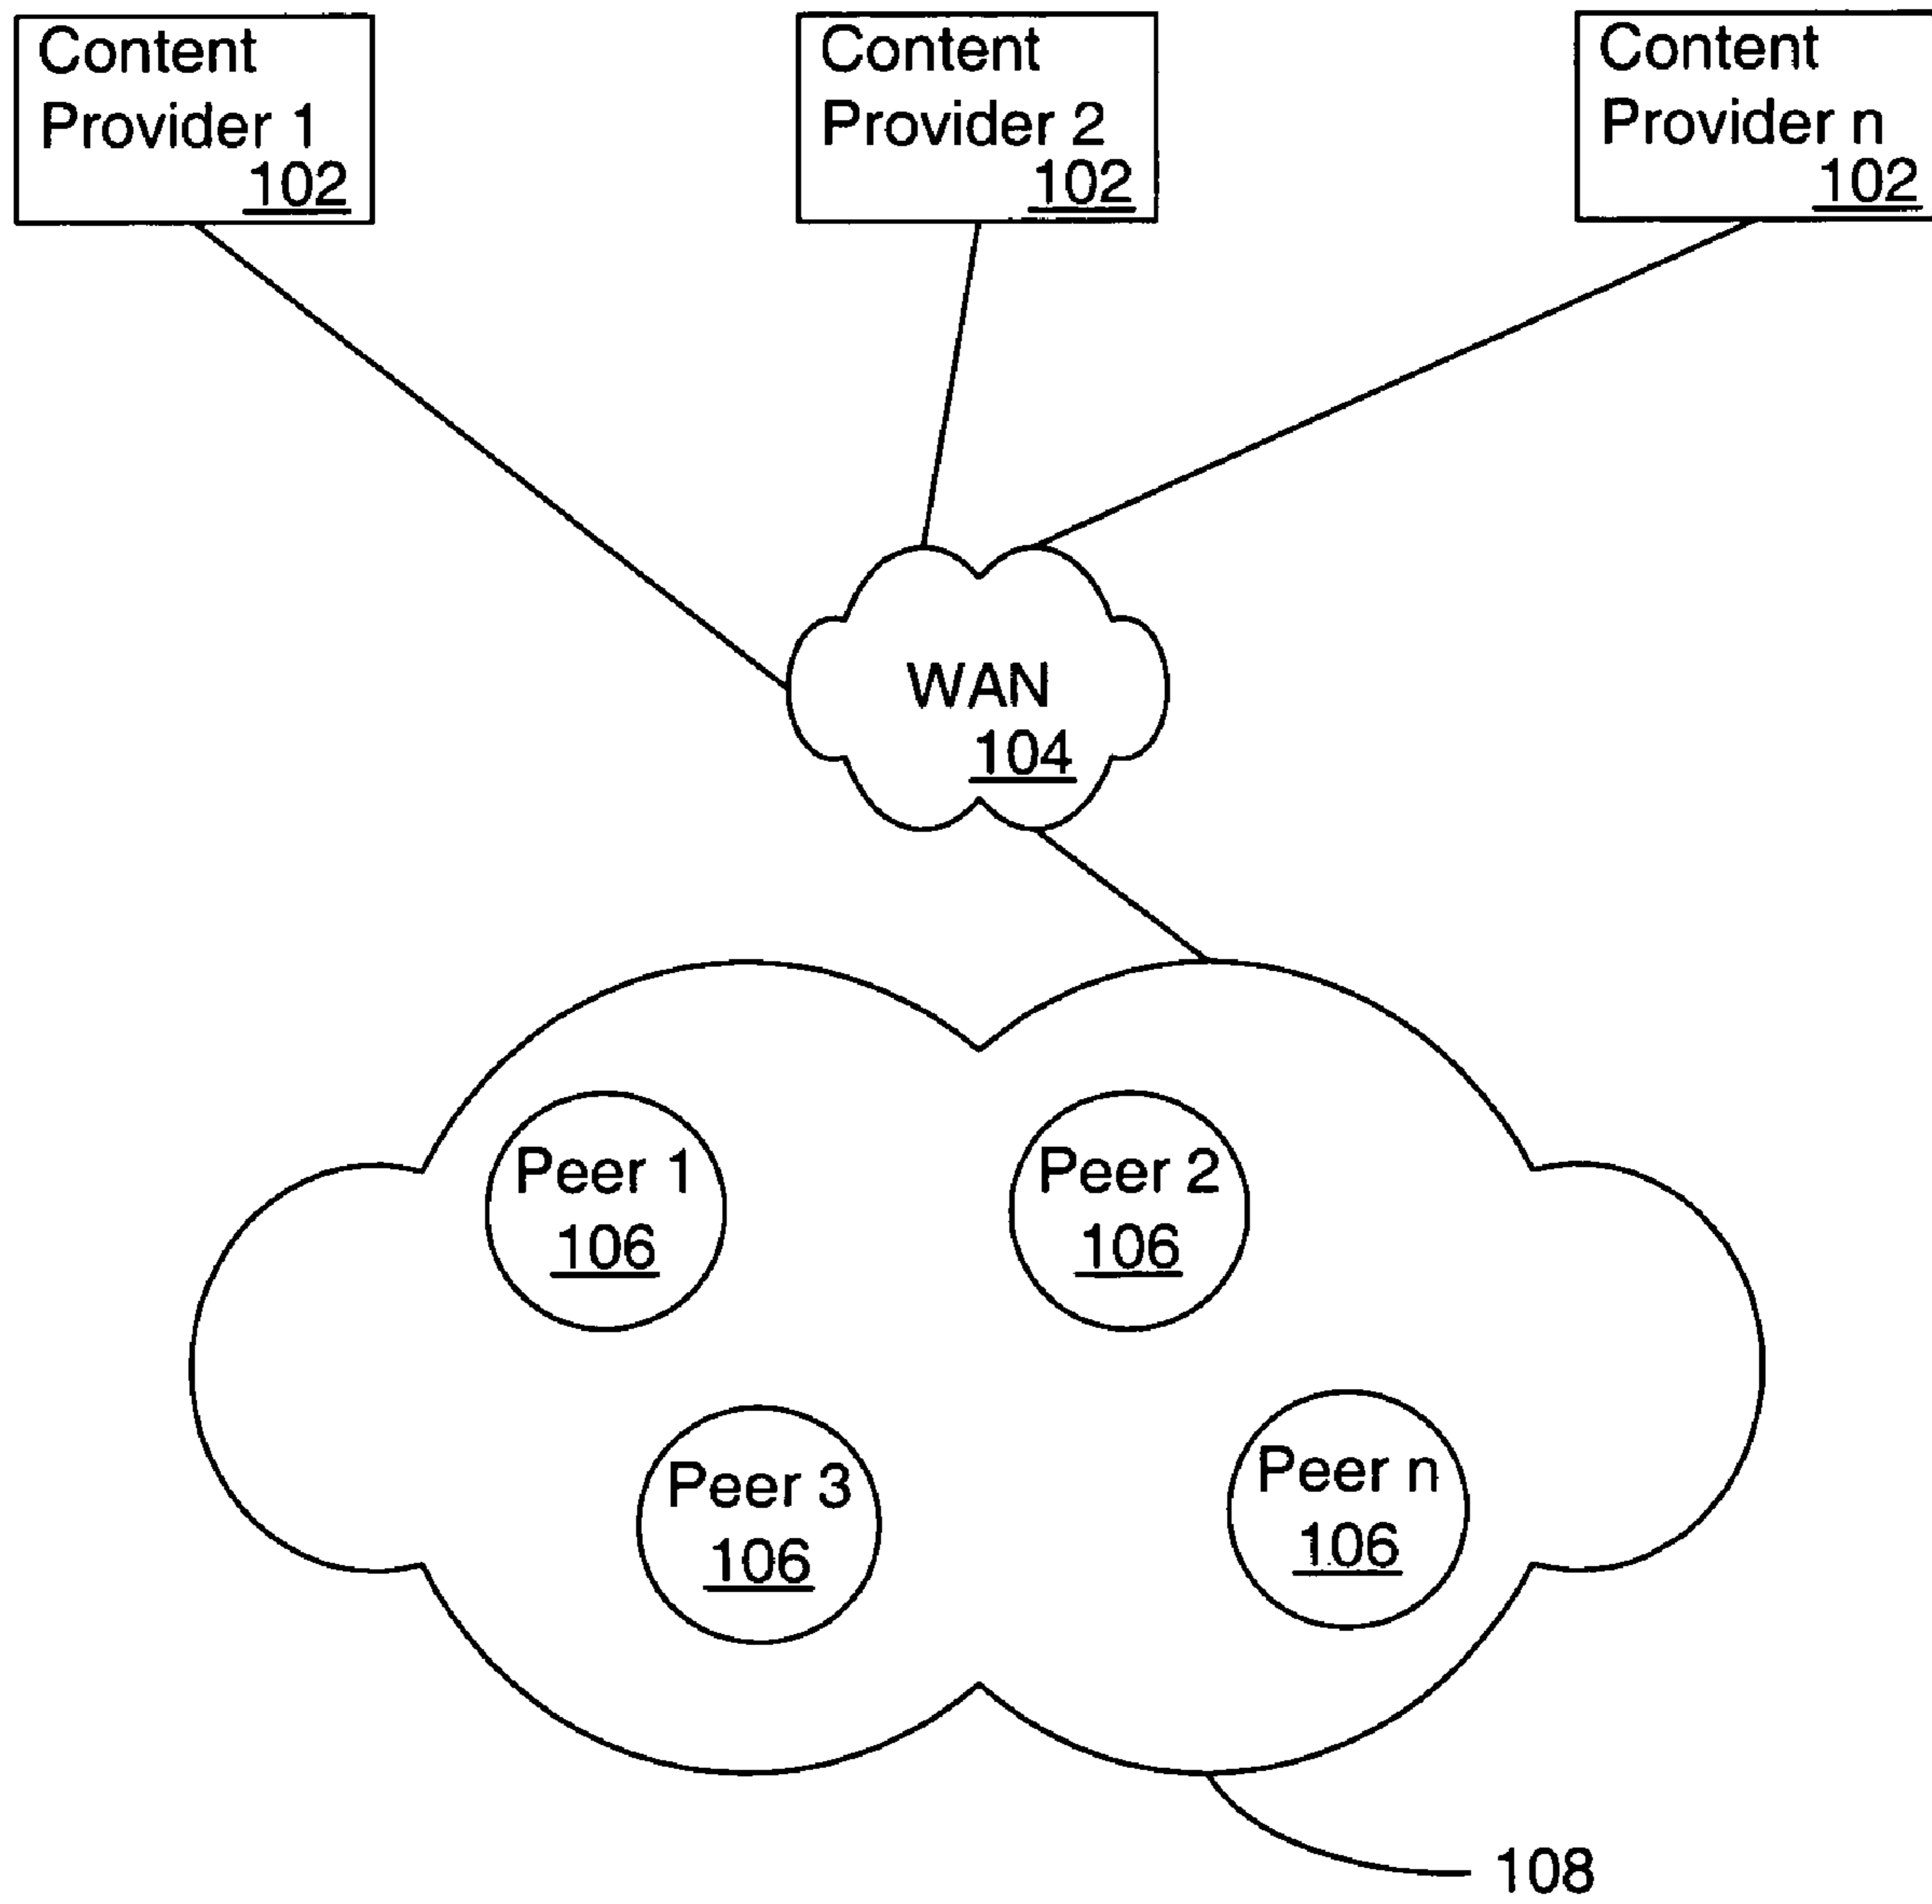 Content
Provider 1
102
Content
Provider 2
102
Content
Provider n
102
WAN
104
Peer 1
106
Peer 2
106
Peer 3
106
Peer n
106
108